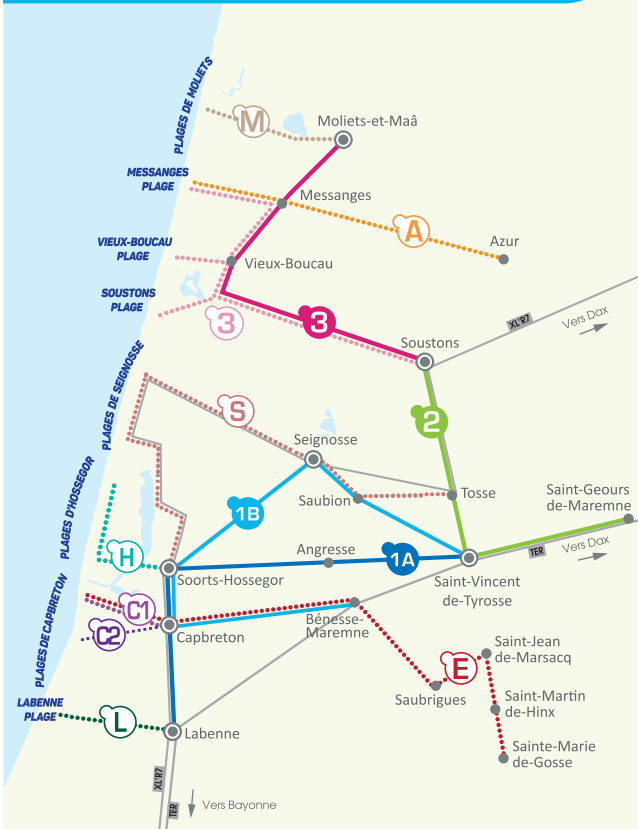 PLAGES DE MOLIETS
M
Moliets-et-Maâ
MESSANGES
PLAGE
Messanges
A
Azur
VIEUX-BOUCAU
PLAGE
Vieux-Boucau
SOUSTONS
PLAGE
3
3
XL'R7
Vers Dax
Soustons
PLAGES DE SEIGNOSSE
S
2
Seignosse
Saubion
Tosse
Saint-Geours
de-Maremne
PLAGES D'HOSSEGOR
1B
H
Angresse
1A
TER
Vers Dax
Soorts-Hossegor
Saint-Vincent
de-Tyrosse
PLAGES DE CAPBRETON
C1
C2
Capbreton
Bénesse-
Maremne
E
Saint-Jean
de-Marsacq
Saubrigues
Saint-Martin
de-Hinx
LABENNE
PLAGE
L
Labenne
Sainte-Marie
de-Gosse
XL'R7
TER
Vers Bayonne